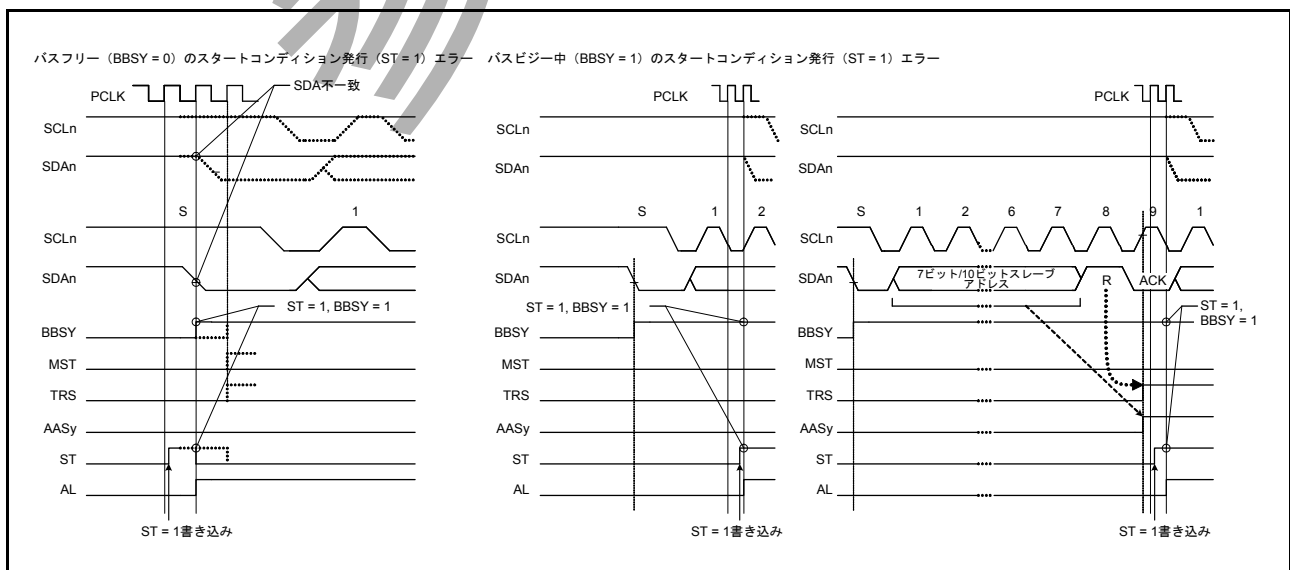 バスフリー（BBSY = 0）のスタートコンディション発行（ST = 1）エラー
PCLK
SDA不一致
SCLn
SDAn
S 1
SCLn
SDAn
ST = 1, BBSY = 1
BBSY
MST
TRS
AASy
ST
AL
ST = 1書き込み
バスビジー中（BBSY = 1）のスタートコンディション発行（ST = 1）エラー
PCLK
SCLn
SDAn
S 1 2
SCLn
SDAn
ST = 1, BBSY = 1
BBSY
MST
TRS
AASy
ST
AL
ST = 1書き込み
PCLK
SCLn
SDAn
S 1 2 6 7 8 9 1
SCLn
SDAn
7ビット/10ビットスレーブ
アドレス
R ACK
ST = 1,
BBSY = 1
BBSY
MST
TRS
AASy
ST
AL
ST = 1書き込み